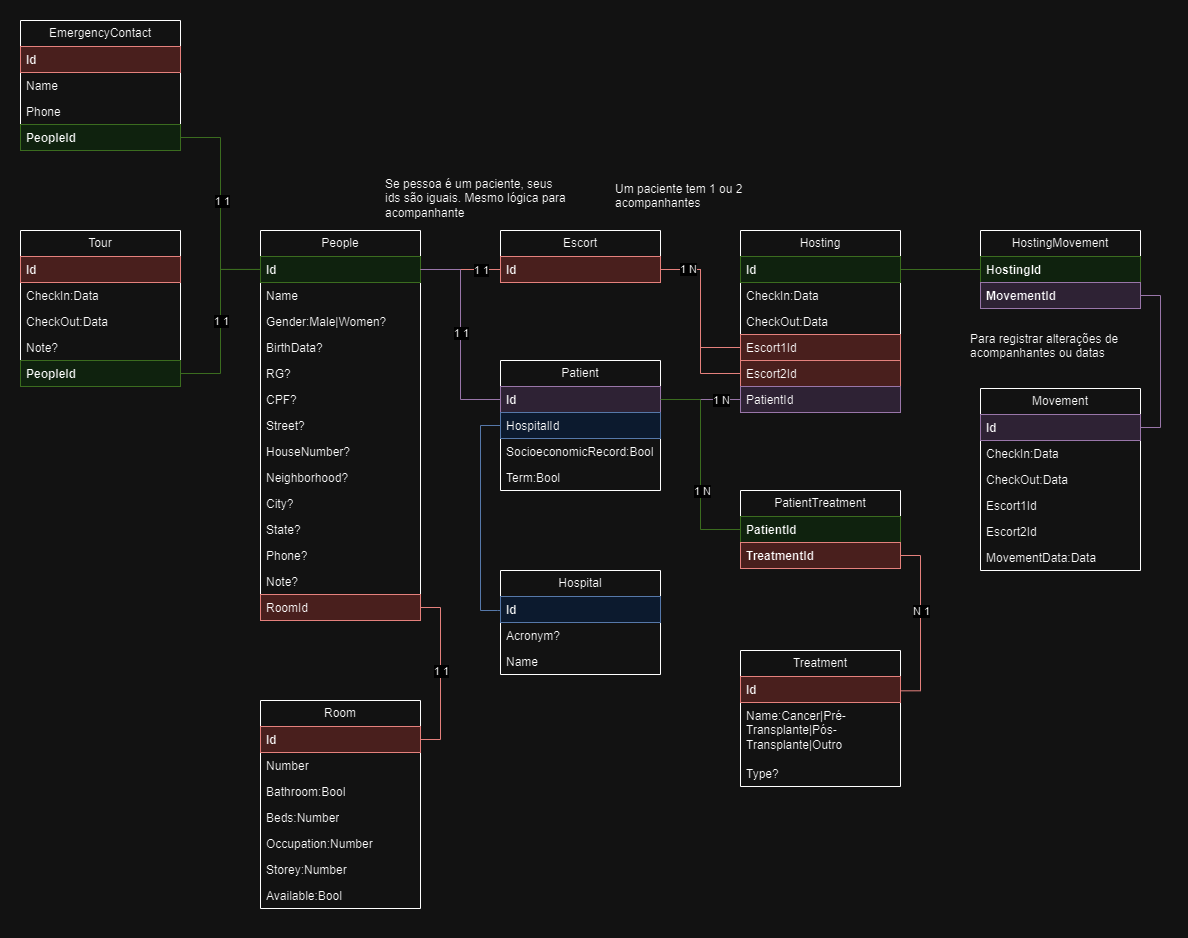 EmergencyContact
Id
Name
Phone
PeopleId
1 1
Tour
Id
CheckIn:Data
CheckOut:Data
Note?
PeopleId
1 1
People
Id
Name
Gender:Male|Women?
BirthData?
RG?
CPF?
Street?
HouseNumber?
Neighborhood?
City?
State?
Phone?
Note?
RoomId
1 1
Room
Id
Number
Bathroom:Bool
Beds:Number
Occupation:Number
Storey:Number
Available:Bool
Se pessoa é um paciente, seus
ids são iguais. Mesmo lógica para
acompanhante
1 1
1 1
Escort
Id
Patient
Id
HospitalId
SocioeconomicRecord:Bool
Term:Bool
Hospital
Id
Acronym?
Name
Um paciente tem 1 ou 2
acompanhantes
1 N
1 N
1 N
Hosting
Id
CheckIn:Data
CheckOut:Data
Escort1Id
Escort2Id
PatientId
PatientTreatment
PatientId
TreatmentId
N 1
Treatment
Id
Name:Cancer|Pré-
Transplante|Pós-
Transplante|Outro
Type?
HostingMovement
HostingId
MovementId
Para registrar alterações de
acompanhantes ou datas
Movement
Id
CheckIn:Data
CheckOut:Data
Escort1Id
Escort2Id
MovementData:Data